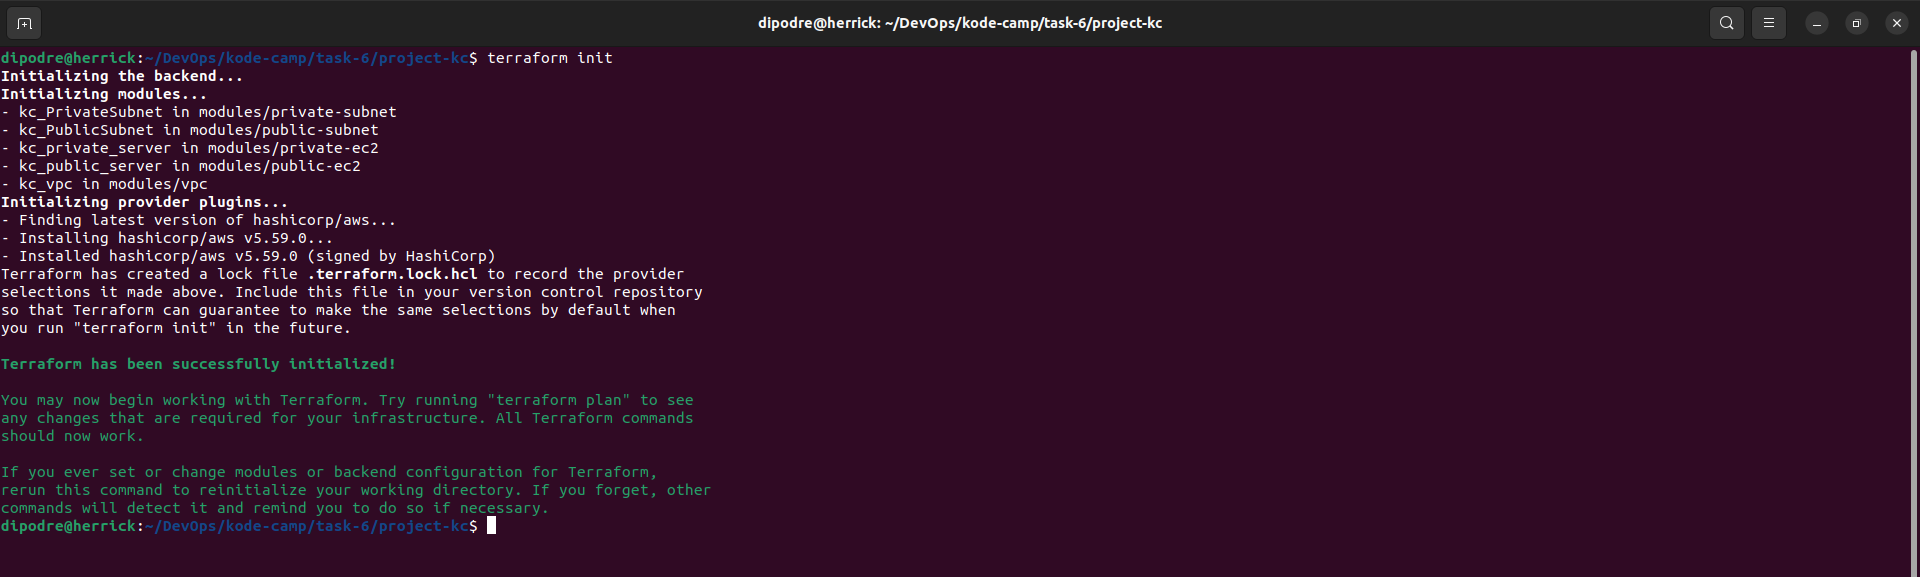 dipodre@herrick: ~/DevOps/kode-camp/task-6/project-kc
dipodre@herrick:~/DevOps/kode-camp/task-6/project-kc$ terraform init
Initializing the backend...
Initializing modules...
- kc_PrivateSubnet in modules/private-subnet
- kc_PublicSubnet in modules/public-subnet
- kc_private_server in modules/private-ec2
- kc_public_server in modules/public-ec2
- kc_vpc in modules/vpc
Initializing provider plugins...
- Finding latest version of hashicorp/aws...
- Installing hashicorp/aws v5.59.0...
- Installed hashicorp/aws v5.59.0 (signed by HashiCorp)
Terraform has created a lock file .terraform.lock.hcl to record the provider
selections it made above. Include this file in your version control repository
so that Terraform can guarantee to make the same selections by default when
you run "terraform init" in the future.
Terraform has been successfully initialized!
You may now begin working with Terraform. Try running "terraform plan" to see
any changes that are required for your infrastructure. All Terraform commands
should now work.
If you ever set or change modules or backend configuration for Terraform,
rerun this command to reinitialize your working directory. If you forget, other
commands will detect it and remind you to do so if necessary.
dipodre@herrick:~/DevOps/kode-camp/task-6/project-kc$